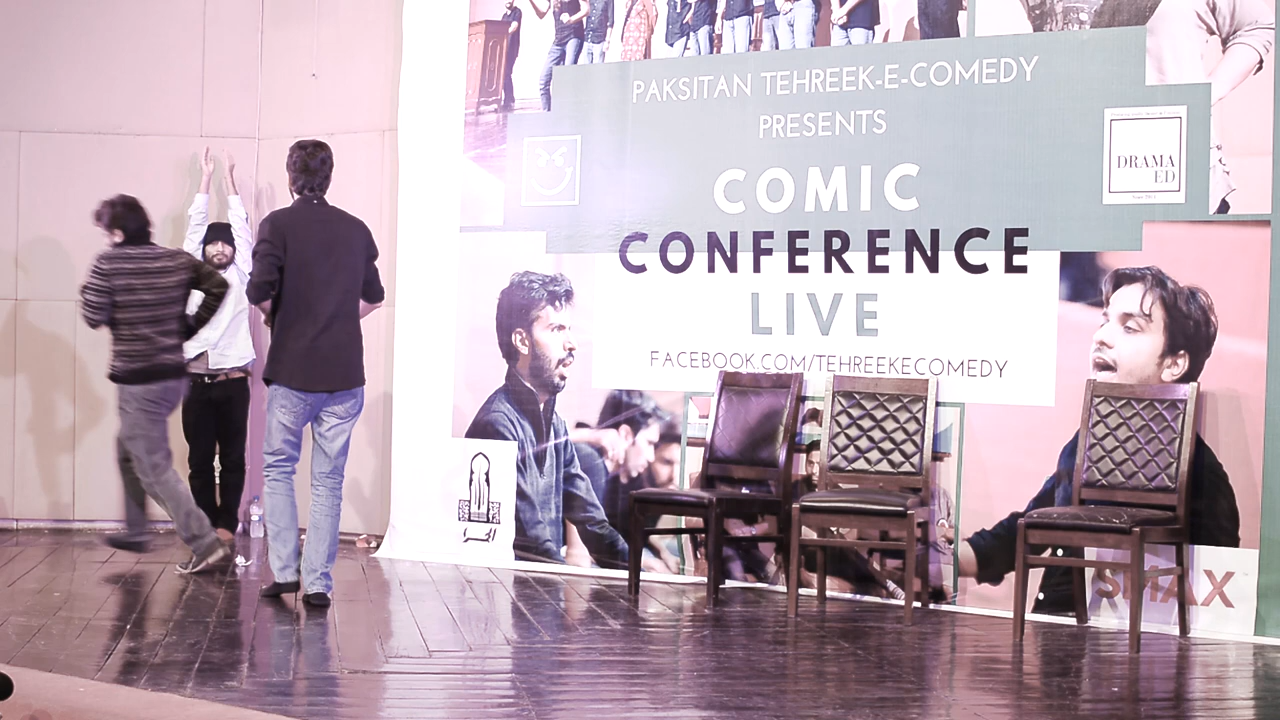 PAKSITAN TEHREEK-E-COMEDY
PRESENTS
DRAMA
ED
COMIC
CONFERENCE
LIVE
FACEBOOK.COM/TEHREEKECOMEDY
SMAX